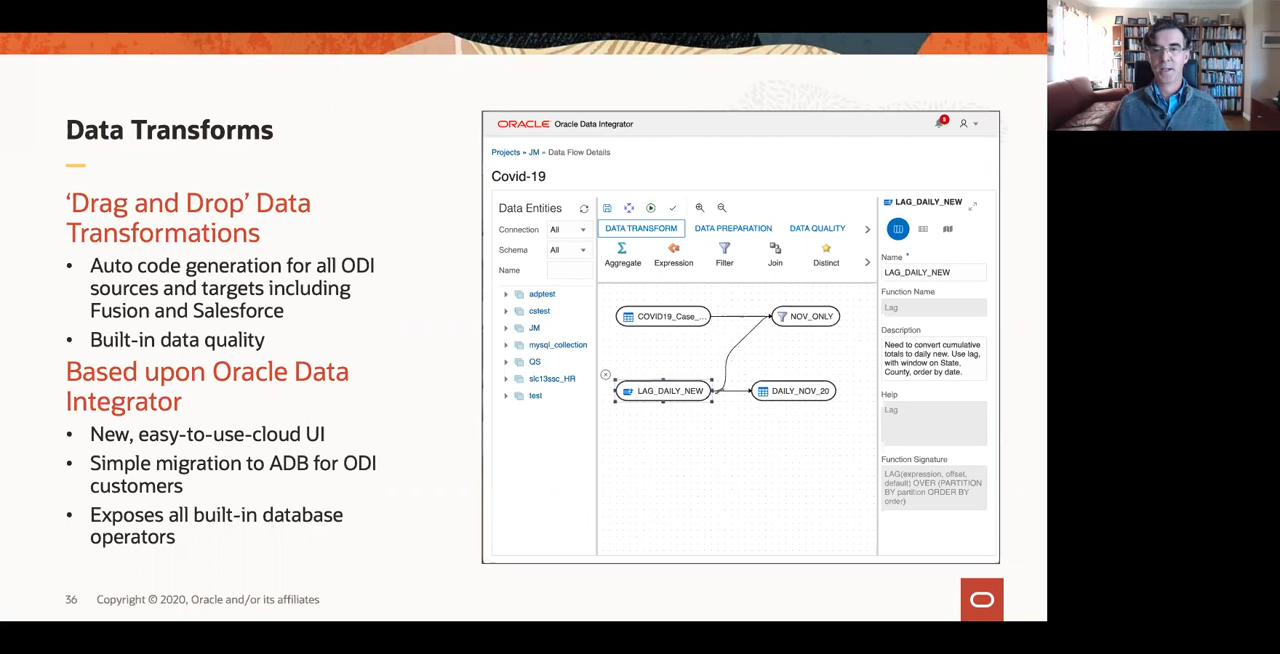 Data Transforms
‘Drag and Drop’ Data
Transformations
• Auto code generation for all ODI
sources and targets including
Fusion and Salesforce
• Built-in data quality
Based upon Oracle Data
Integrator
• New, easy-to-use-cloud UI
• Simple migration to ADB for ODI
customers
• Exposes all built-in database
operators
ORACLE Oracle Data Integrator
Projects » JM » Data Flow Details
Covid-19
Data Entities
Connection All
Schema All
Name
adptest
cstest
JM
mysql_collection
QS
slc13ssc_HR
test
DATA TRANSFORM DATA PREPARATION DATA QUALITY
Aggregate Expression Filter Join Distinct
COVID19_Case_... NOV_ONLY
LAG_DAILY_NEW DAILY_NOV_20
LAG_DAILY_NEW
Name *
LAG_DAILY_NEW
Function Name
Lag
Description
Need to convert cumulative
totals to daily new. Use lag,
with window on State,
County, order by date.
Help
Lag
Function Signature
LAG(expression, offset,
default) OVER (PARTITION
BY partition ORDER BY
order)
36 Copyright © 2020, Oracle and/or its affiliates